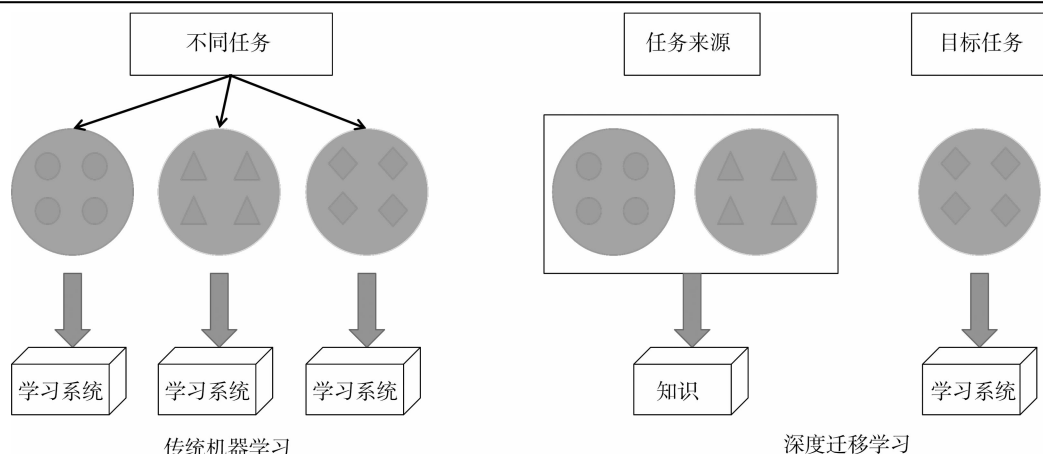 不同任务
任务来源
目标任务
学习系统
学习系统
学习系统
知识
学习系统
传统机器学习
深度迁移学习